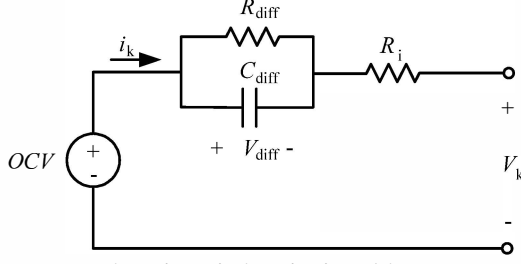 R_diff
i_k
C_diff
R_i
+ V_diff -
+
OCV
+
-
V_k
-